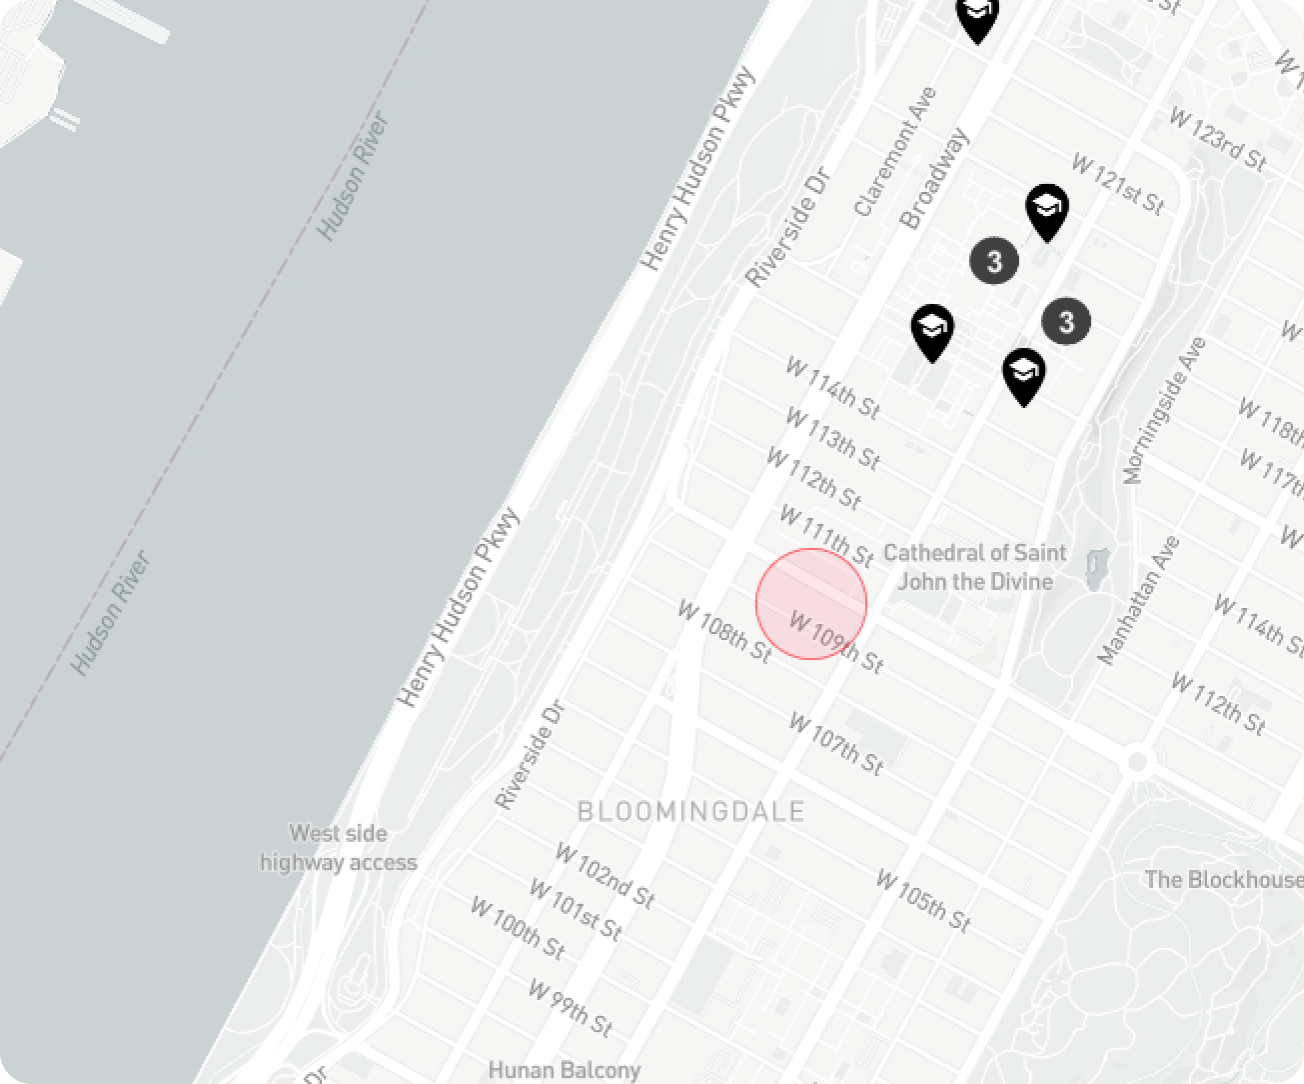 W 123rd St
W 121st St
Hudson River
Henry Hudson Pkwy
Riverside Dr
Claremont Ave
Broadway
3
3
W 114th St
W 113th St
W 112th St
W 111th St
Morningside Ave
W 118th
W 117th
Cathedral of Saint
John the Divine
Manhattan Ave
W 114th St
W 112th St
Hudson River
Henry Hudson Pkwy
W 108th St
W 109th St
W 107th St
Riverside Dr
BLOOMINGDALE
West side
highway access
W 102nd St
W 101st St
W 100th St
W 99th St
W 105th St
The Blockhouse
Hunan Balcony
Dr